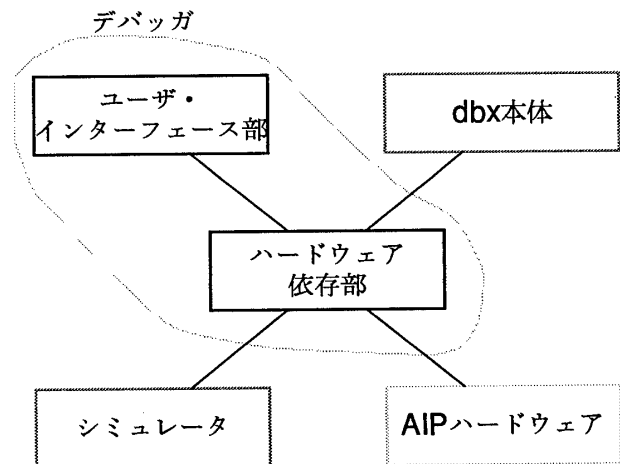 デバッガ
ユーザ・
インターフェース部
dbx本体
ハードウェア
依存部
シミュレータ
AIPハードウェア